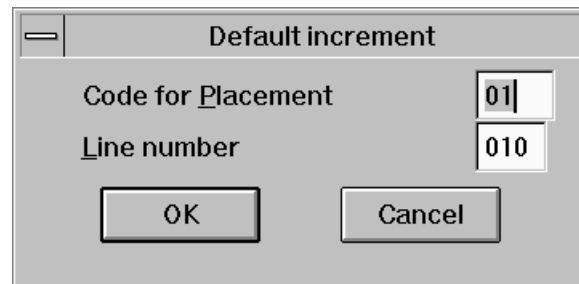 Default increment
Code for Placement 01
Line number 010
OK Cancel